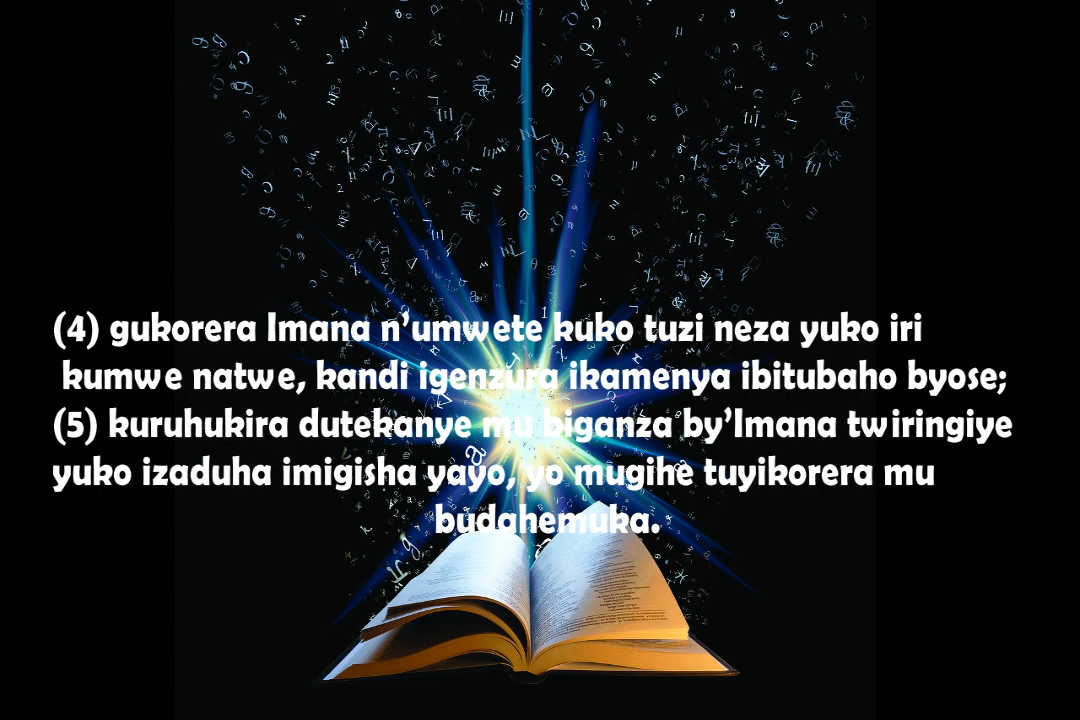 (4) gukorera Imana n’umwete kuko tuzi neza yuko iri
kumwe natwe, kandi igenzura ikamenya ibitubaho byose;
(5) kuruhukira dutekanye mu biganza by’Imana twiringiye
yuko izaduha imigisha yayo, yo mugihe tuyikorera mu
budahemuka.